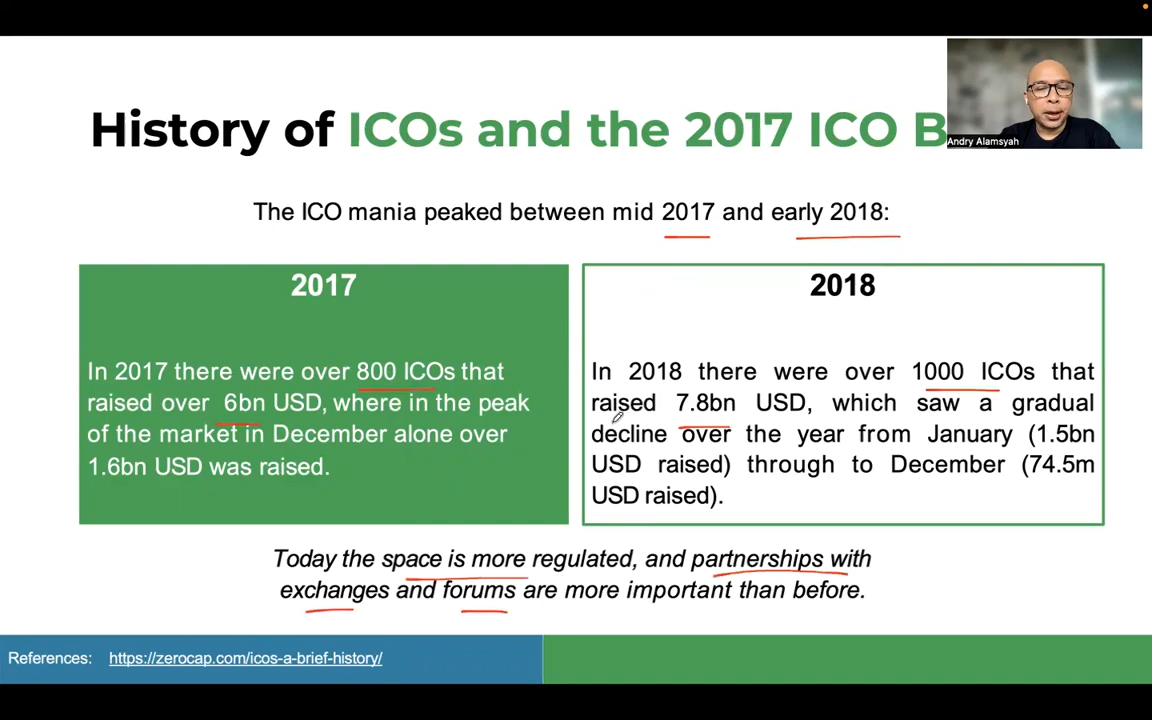 History of ICOs and the 2017 ICO B
Andry Alamsyah
The ICO mania peaked between mid 2017 and early 2018:
2017
In 2017 there were over 800 ICOs that
raised over 6bn USD, where in the peak
of the market in December alone over
1.6bn USD was raised.
2018
In 2018 there were over 1000 ICOs that
raised 7.8bn USD, which saw a gradual
decline over the year from January (1.5bn
USD raised) through to December (74.5m
USD raised).
Today the space is more regulated, and partnerships with
exchanges and forums are more important than before.
References: https://zerocap.com/icos-a-brief-history/